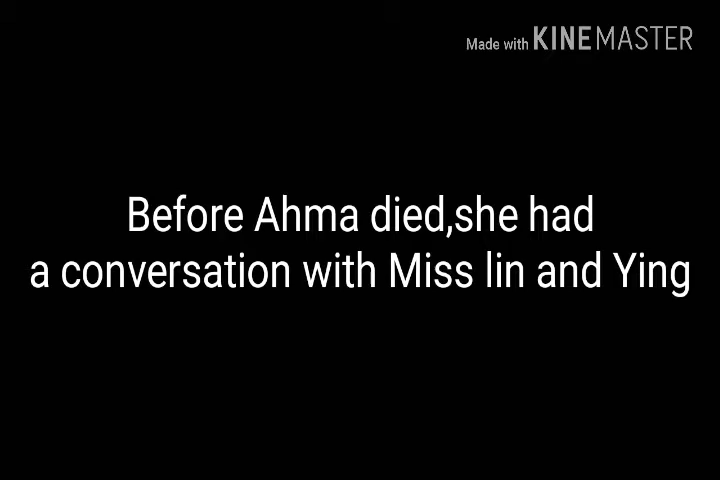 Made with KINEMASTER
Before Ahma died,she had
a conversation with Miss lin and Ying